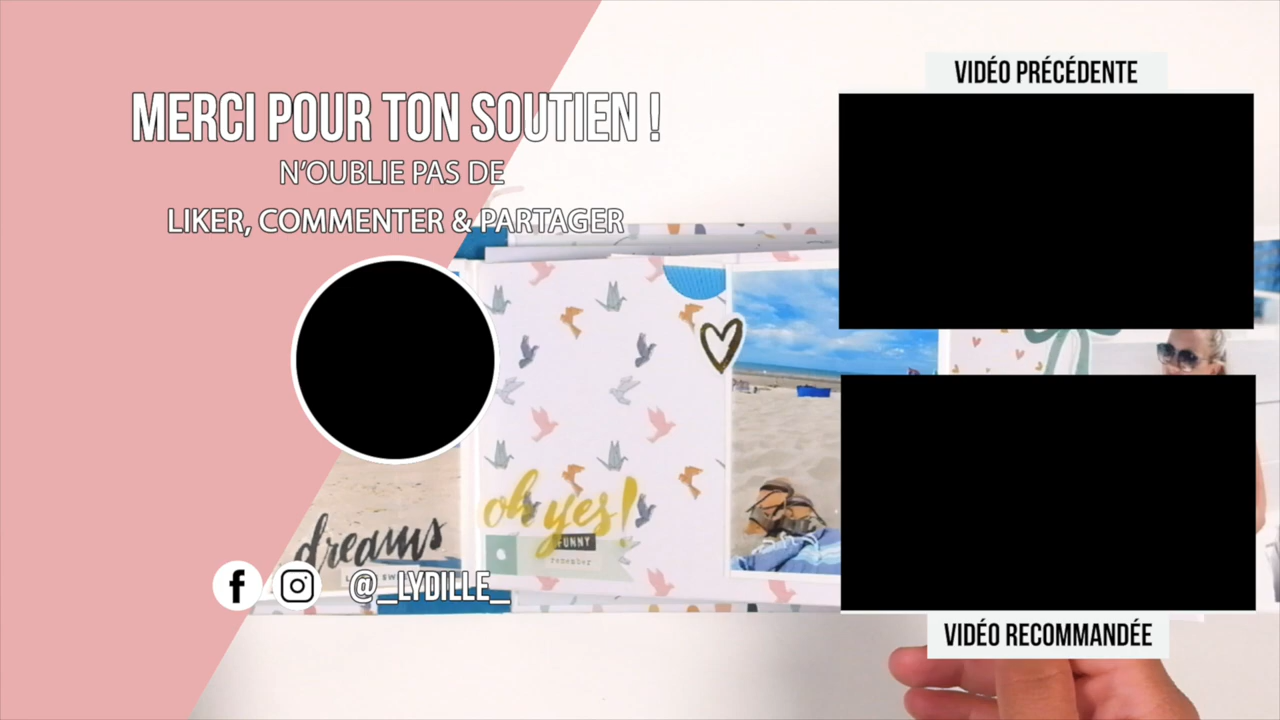 MERCI POUR TON SOUTIEN !
N'OUBLIE PAS DE
LIKER, COMMENTER & PARTAGER
VIDÉO PRÉCÉDENTE
oh yes!
FUNNY
remember
dreams
@_LYDILLE_
VIDÉO RECOMMANDÉE